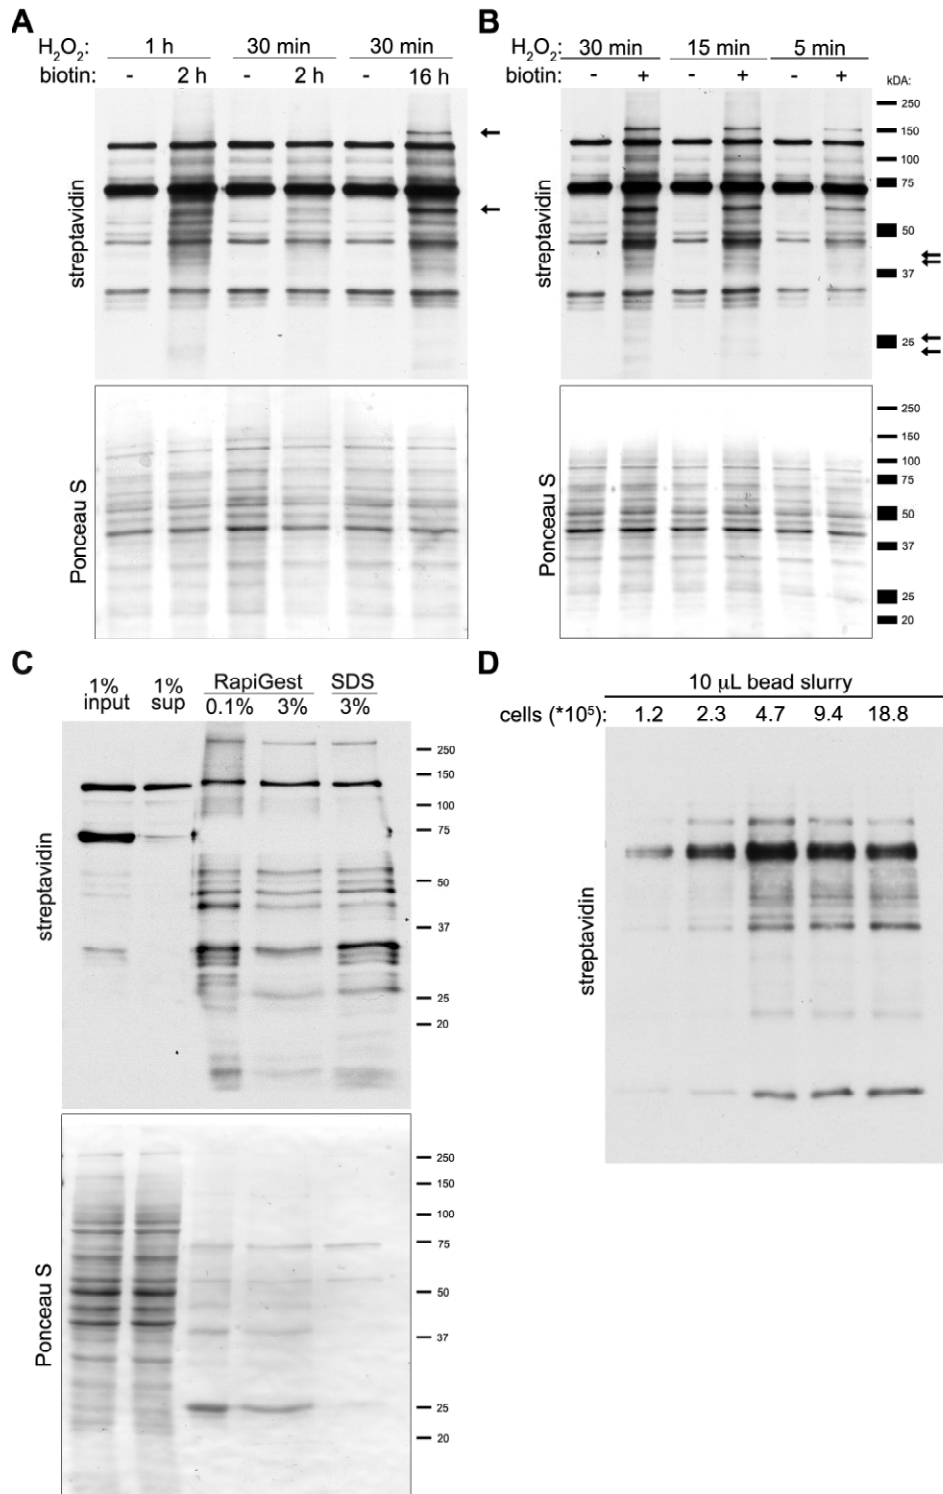 A
H₂O₂: 1 h 30 min 30 min
biotin: - 2 h - 2 h - 16 h
streptavidin
Ponceau S
B
H₂O₂: 30 min 15 min 5 min
biotin: - + - + - +
kDA:
streptavidin
250
150
100
75
50
37
25
Ponceau S
250
150
100
75
50
37
25
20
C
1% input
1% sup
RapiGest SDS
0.1% 3% 3%
streptavidin
250
150
100
75
50
37
25
20
Ponceau S
250
150
100
75
50
37
25
20
D
10 μL bead slurry
cells (*10⁵): 1.2 2.3 4.7 9.4 18.8
streptavidin